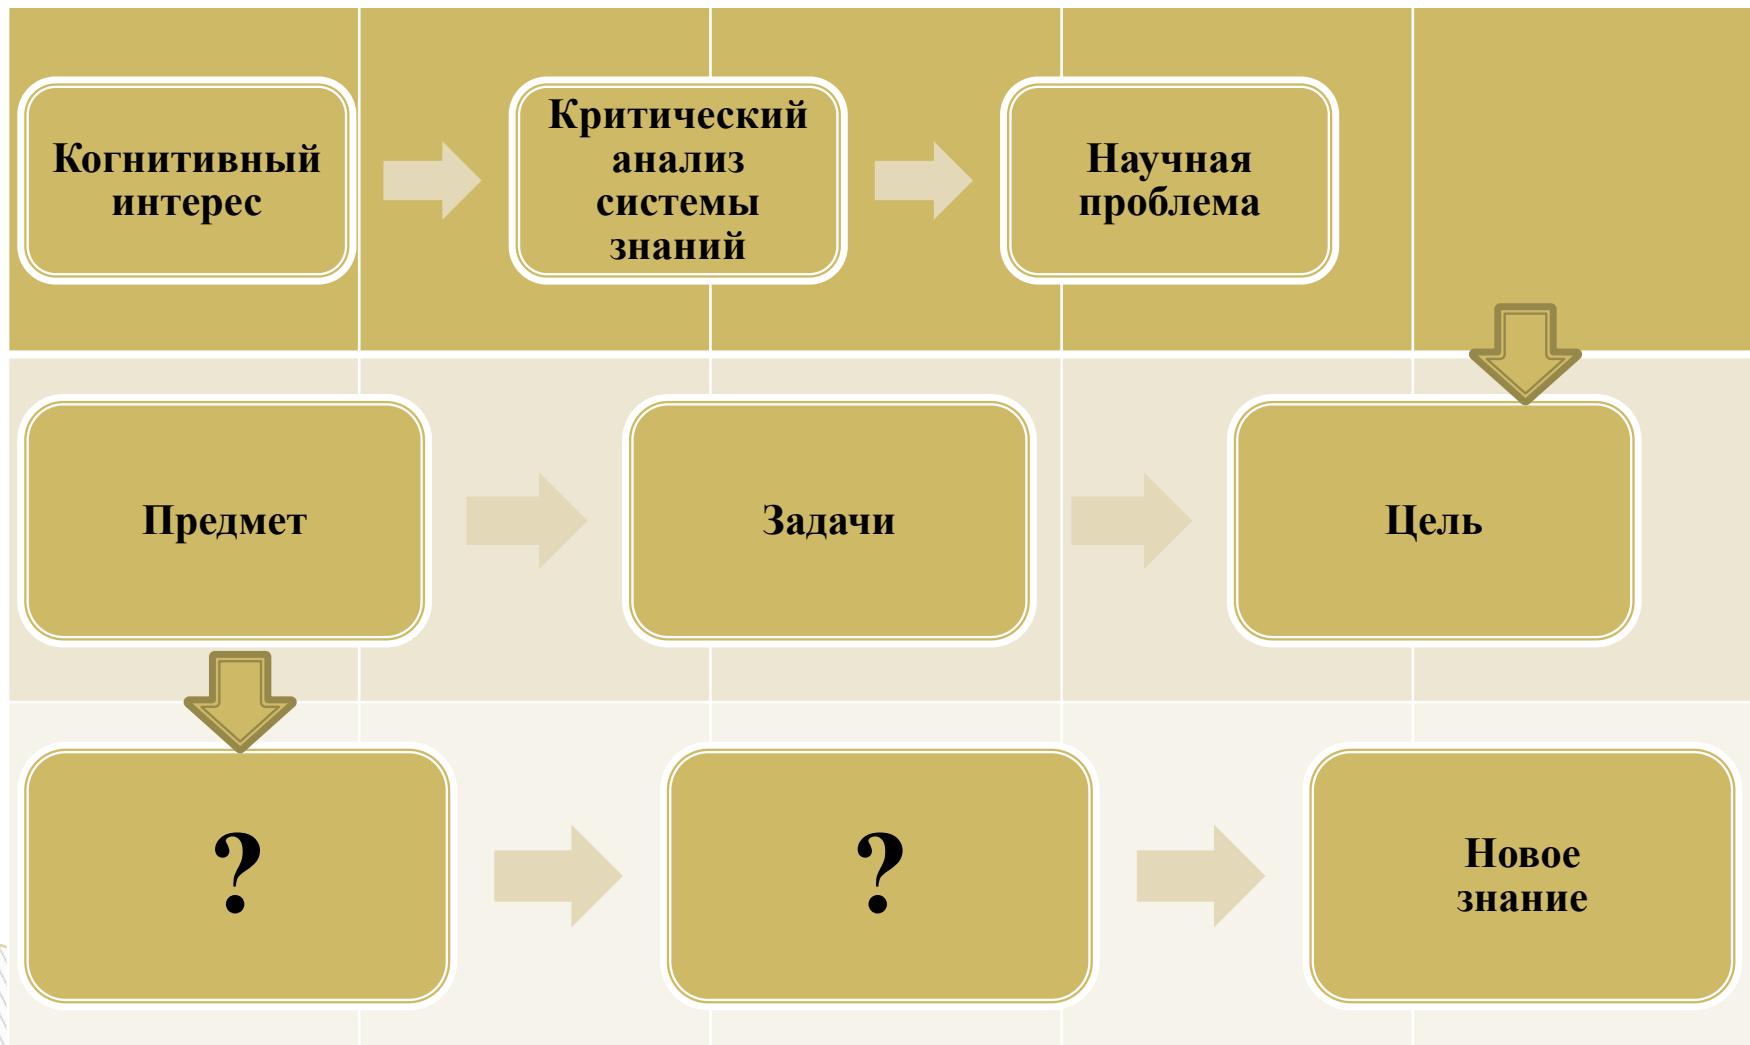 Когнитивный
интерес
Критический
анализ
системы
знаний
Научная
проблема
Предмет
Задачи
Цель
?
?
Новое
знание